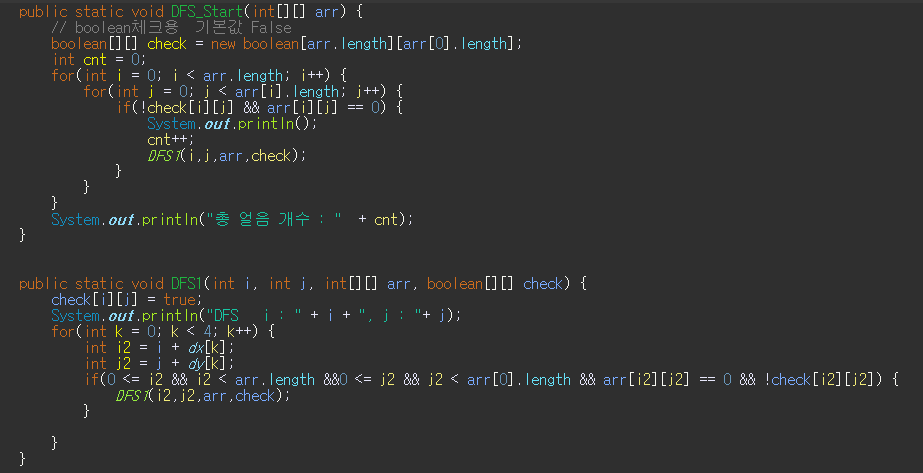 public static void DFS_Start(int[][] arr) {
// boolean체크용 기본값 False
boolean[][] check = new boolean[arr.length][arr[0].length];
int cnt = 0;
for(int i = 0; i < arr.length; i++) {
for(int j = 0; j < arr[i].length; j++) {
if(!check[i][j] && arr[i][j] == 0) {
System.out.println();
cnt++;
DFS1(i,j,arr,check);
}
}
}
System.out.println("총 얼음 개수 : " + cnt);
}
public static void DFS1(int i, int j, int[][] arr, boolean[][] check) {
check[i][j] = true;
System.out.println("DFS   i : " + i + ", j : "+ j);
for(int k = 0; k < 4; k++) {
int i2 = i + dx[k];
int j2 = j + dy[k];
if(0 <= i2 && i2 < arr.length &&0 <= j2 && j2 < arr[0].length && arr[i2][j2] == 0 && !check[i2][j2]) {
DFS1(i2,j2,arr,check);
}
}
}